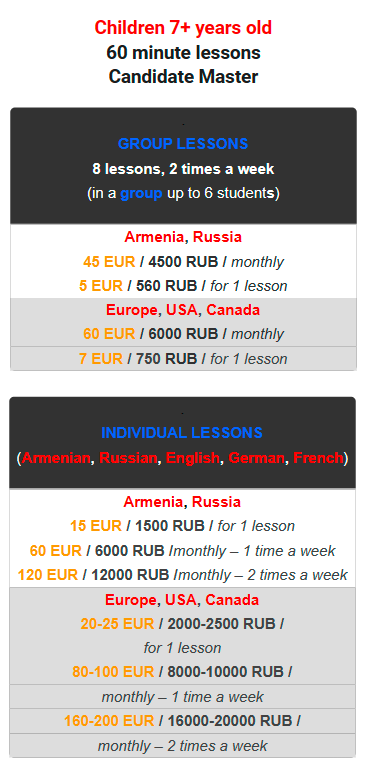 Children 7+ years old
60 minute lessons
Candidate Master
.
GROUP LESSONS
8 lessons, 2 times a week
(in a group up to 6 students)
Armenia, Russia
45 EUR / 4500 RUB / monthly
5 EUR / 560 RUB / for 1 lesson
Europe, USA, Canada
60 EUR / 6000 RUB / monthly
7 EUR / 750 RUB / for 1 lesson
.
INDIVIDUAL LESSONS
(Armenian, Russian, English, German, French)
Armenia, Russia
15 EUR / 1500 RUB / for 1 lesson
60 EUR / 6000 RUB /monthly – 1 time a week
120 EUR / 12000 RUB /monthly – 2 times a week
Europe, USA, Canada
20-25 EUR / 2000-2500 RUB /
for 1 lesson
80-100 EUR / 8000-10000 RUB /
monthly – 1 time a week
160-200 EUR / 16000-20000 RUB /
monthly – 2 times a week